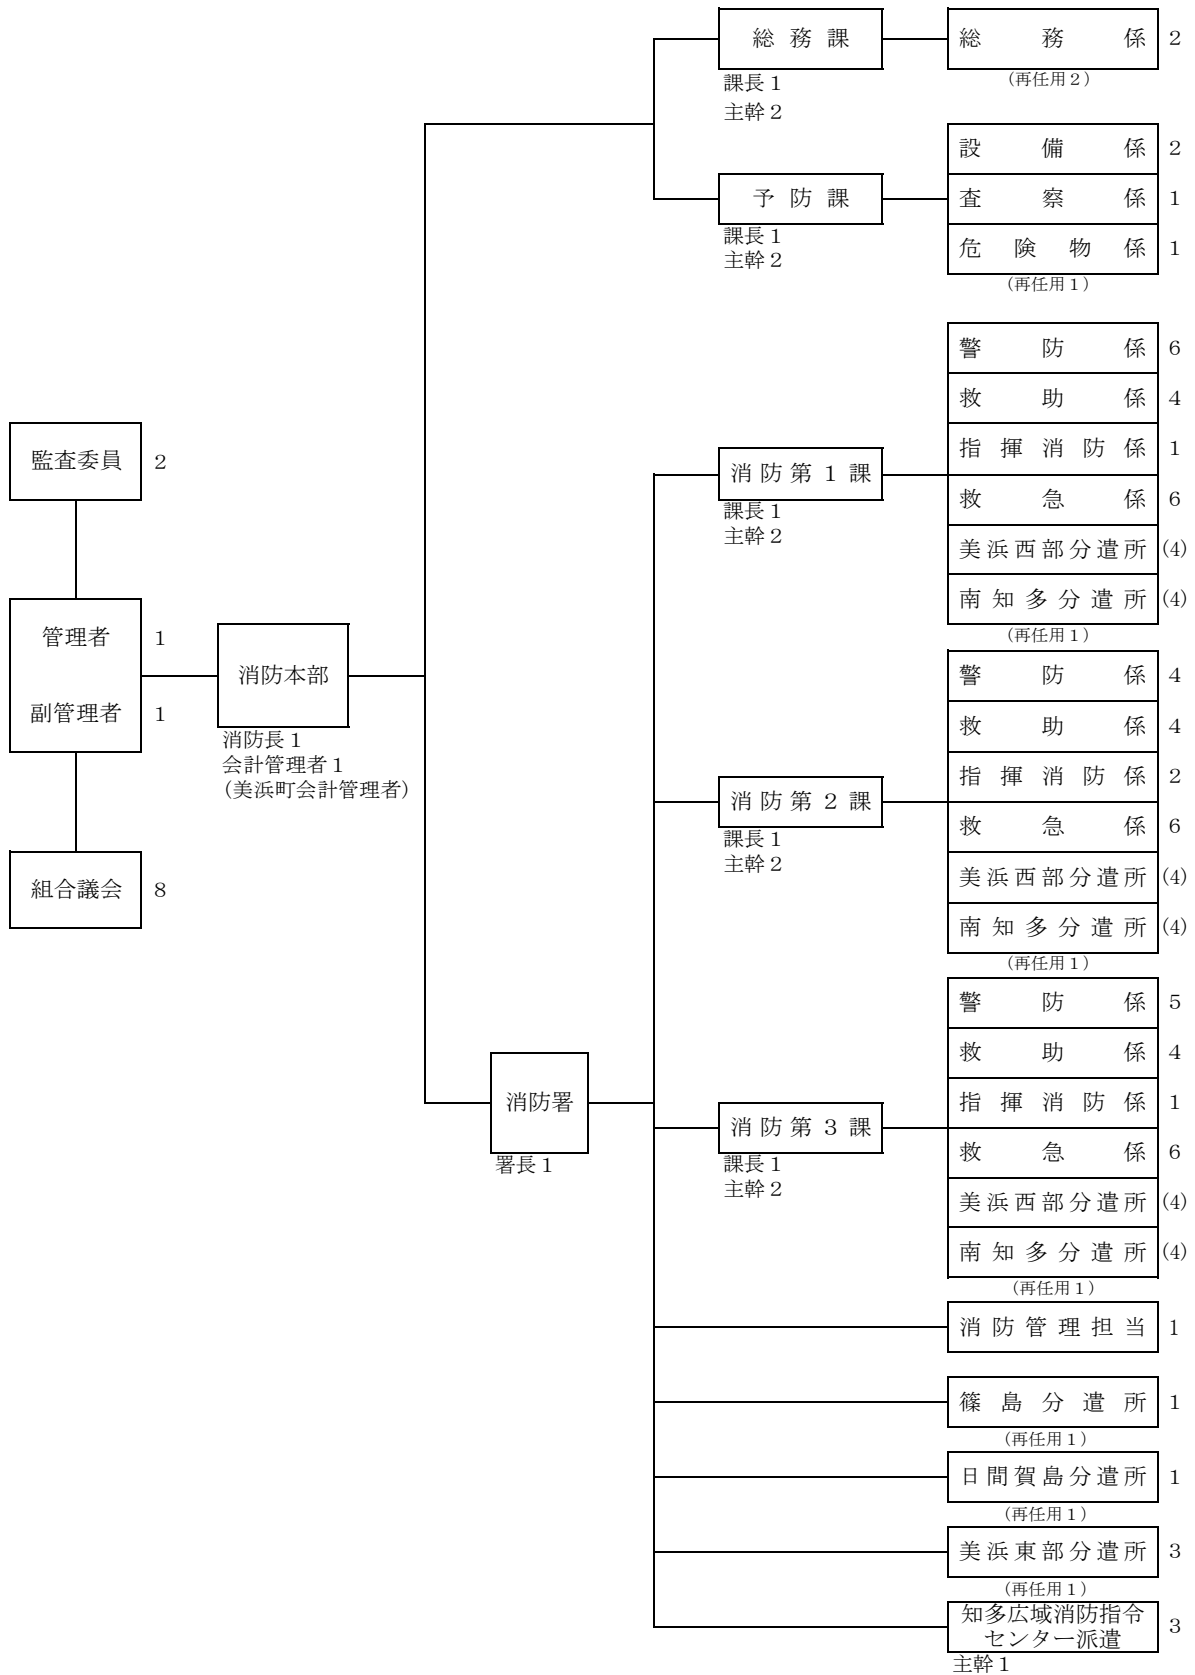 監査委員 2
管理者 1
副管理者 1
組合議会 8
消防本部
消防長1
会計管理者1
(美浜町会計管理者)
総務課
課長1
主幹2
総務係 2
(再任用2)
予防課
課長1
主幹2
設備係 2
査察係 1
危険物係 1
(再任用1)
消防署
署長1
消防第1課
課長1
主幹2
警防係 6
救助係 4
指揮消防係 1
救急係 6
美浜西部分遣所 (4)
南知多分遣所 (4)
(再任用1)
消防第2課
課長1
主幹2
警防係 4
救助係 4
指揮消防係 2
救急係 6
美浜西部分遣所 (4)
南知多分遣所 (4)
(再任用1)
消防第3課
課長1
主幹2
警防係 5
救助係 4
指揮消防係 1
救急係 6
美浜西部分遣所 (4)
南知多分遣所 (4)
(再任用1)
消防管理担当 1
篠島分遣所 1
(再任用1)
日間賀島分遣所 1
(再任用1)
美浜東部分遣所 3
(再任用1)
知多広域消防指令
センター派遣 3
主幹1